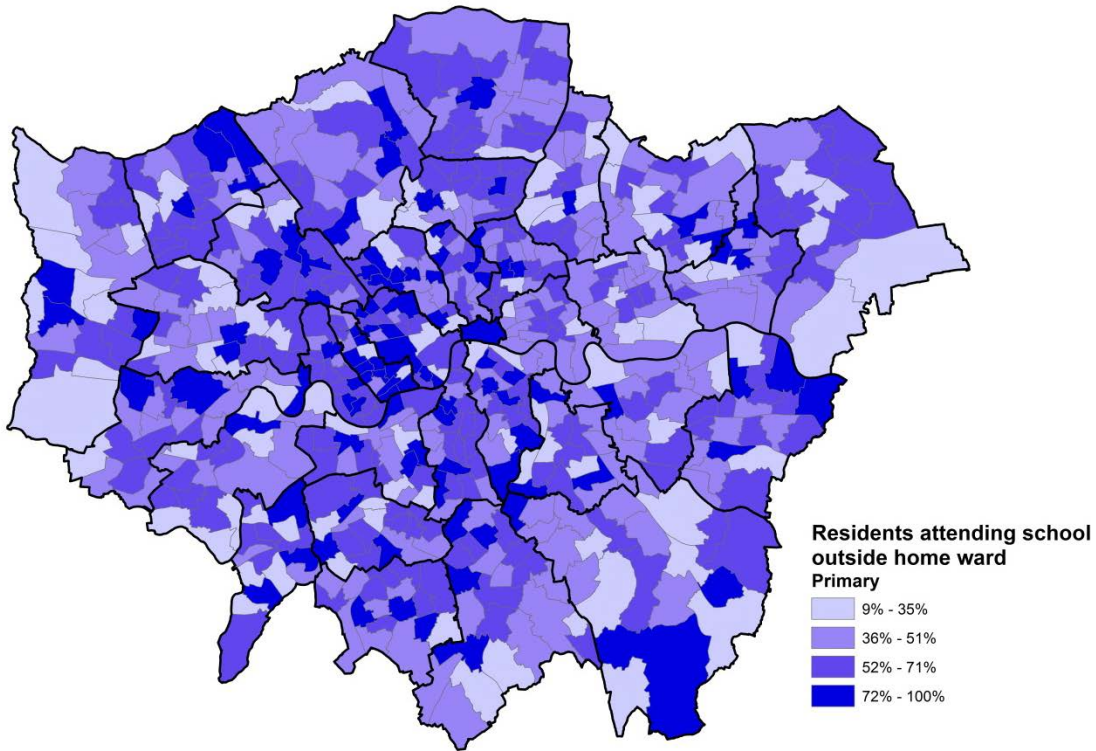 Residents attending school
outside home ward
Primary
9% - 35%
36% - 51%
52% - 71%
72% - 100%